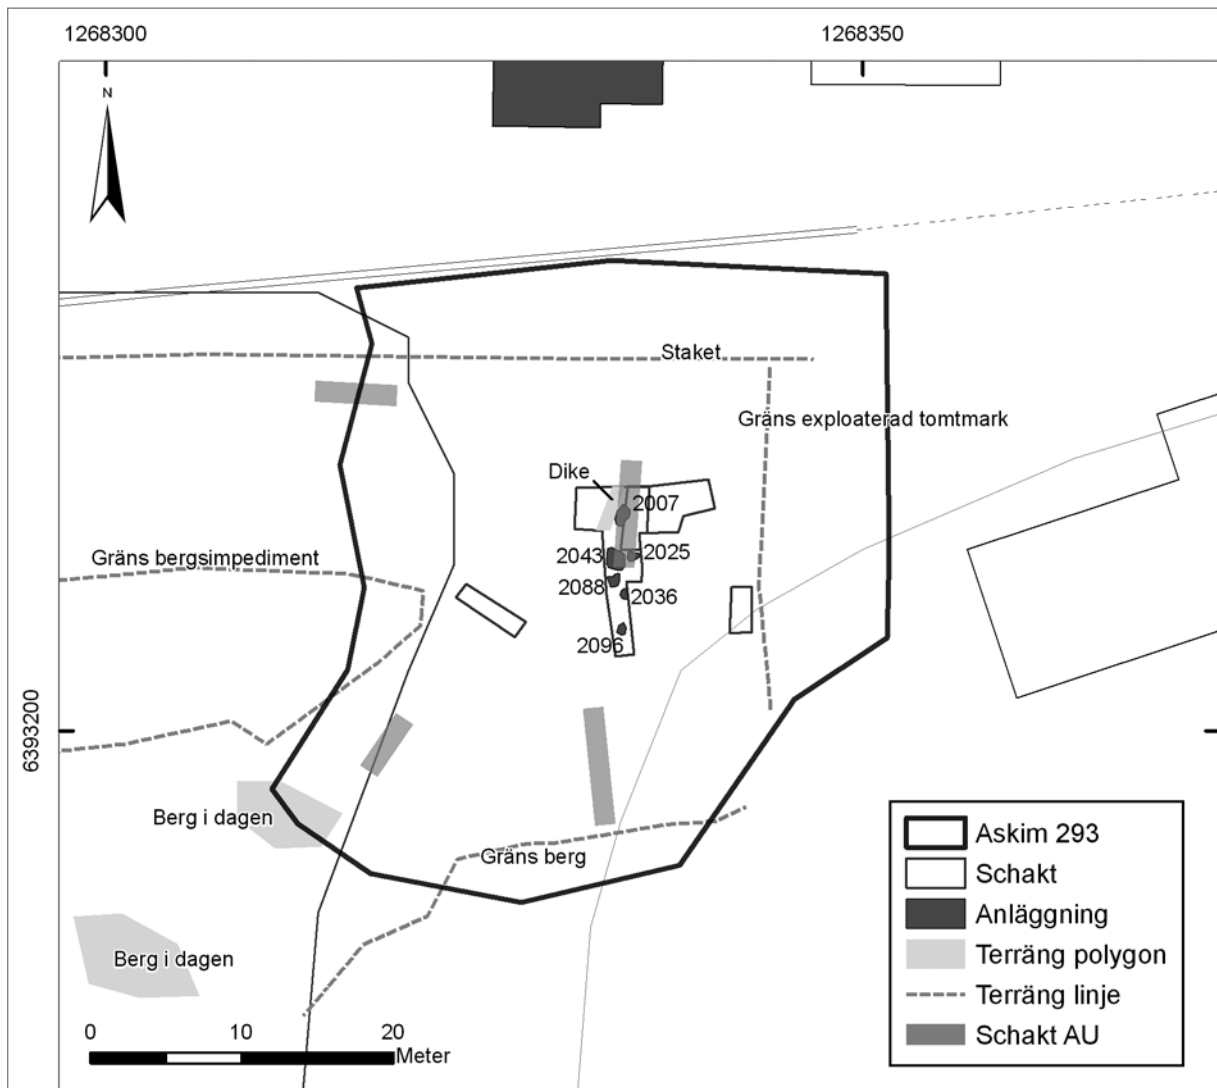 1268300
1268350
N
Staket
Gräns exploaterad tomtmark
Dike
2007
Gräns bergsimpediment
2043
2025
2088
2036
2096
6393200
Berg i dagen
Gräns berg
Berg i dagen
0 10 20
Meter
Askim 293
Schakt
Anläggning
Terräng polygon
Terräng linje
Schakt AU